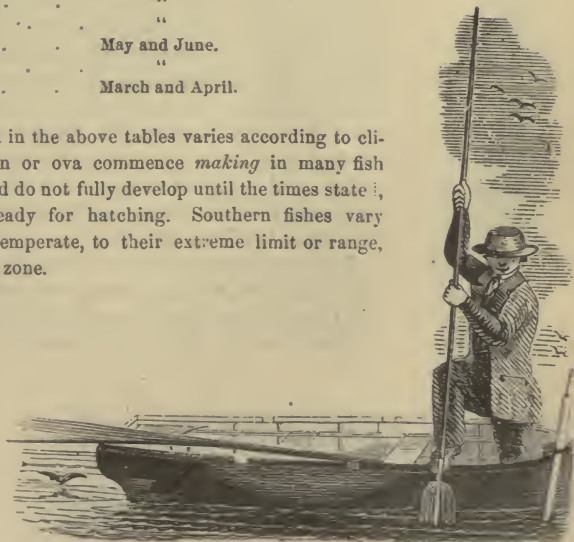 "
"
. . May and June.
"
. . March and April.
in the above tables varies according to cli-
n or ova commence making in many fish
d do not fully develop until the times state
eady for hatching. Southern fishes vary
emperate, to their extreme limit or range,
zone.